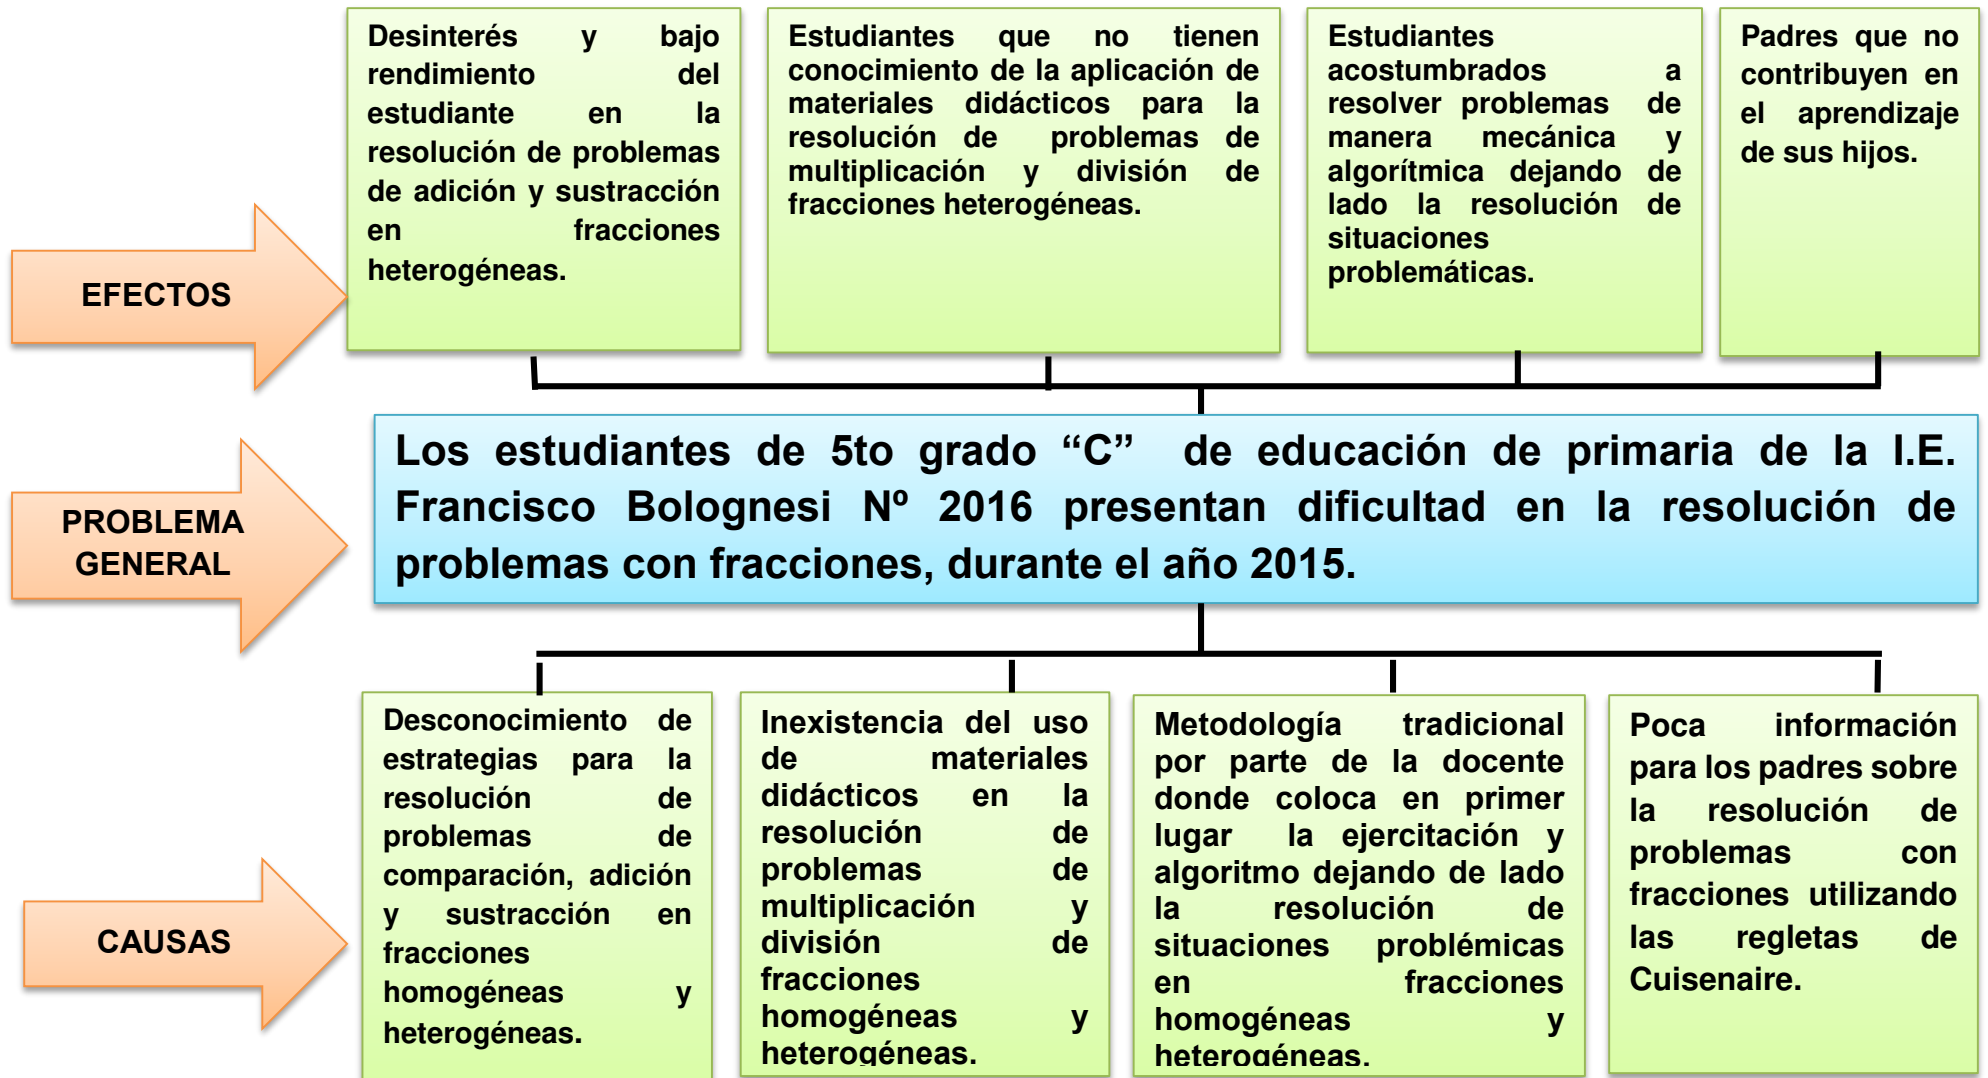 Desinterés y bajo
rendimiento del
estudiante en la
resolución de problemas
de adición y sustracción
en fracciones
heterogéneas.
Estudiantes que no tienen
conocimiento de la aplicación de
materiales didácticos para la
resolución de problemas de
multiplicación y división de
fracciones heterogéneas.
Estudiantes
acostumbrados a
resolver problemas de
manera mecánica y
algorítmica dejando de
lado la resolución de
situaciones
problemáticas.
Padres que no
contribuyen en
el aprendizaje
de sus hijos.
EFECTOS
PROBLEMA
GENERAL
Los estudiantes de 5to grado “C” de educación de primaria de la I.E.
Francisco Bolognesi Nº 2016 presentan dificultad en la resolución de
problemas con fracciones, durante el año 2015.
CAUSAS
Desconocimiento de
estrategias para la
resolución de
problemas de
comparación, adición
y sustracción en
fracciones
homogéneas y
heterogéneas.
Inexistencia del uso
de materiales
didácticos en la
resolución de
problemas de
multiplicación y
división de
fracciones
homogéneas y
heterogéneas.
Metodología tradicional
por parte de la docente
donde coloca en primer
lugar la ejercitación y
algoritmo dejando de lado
la resolución de
situaciones problémicas
en fracciones
homogéneas y
heterogéneas.
Poca información
para los padres sobre
la resolución de
problemas con
fracciones utilizando
las regletas de
Cuisenaire.